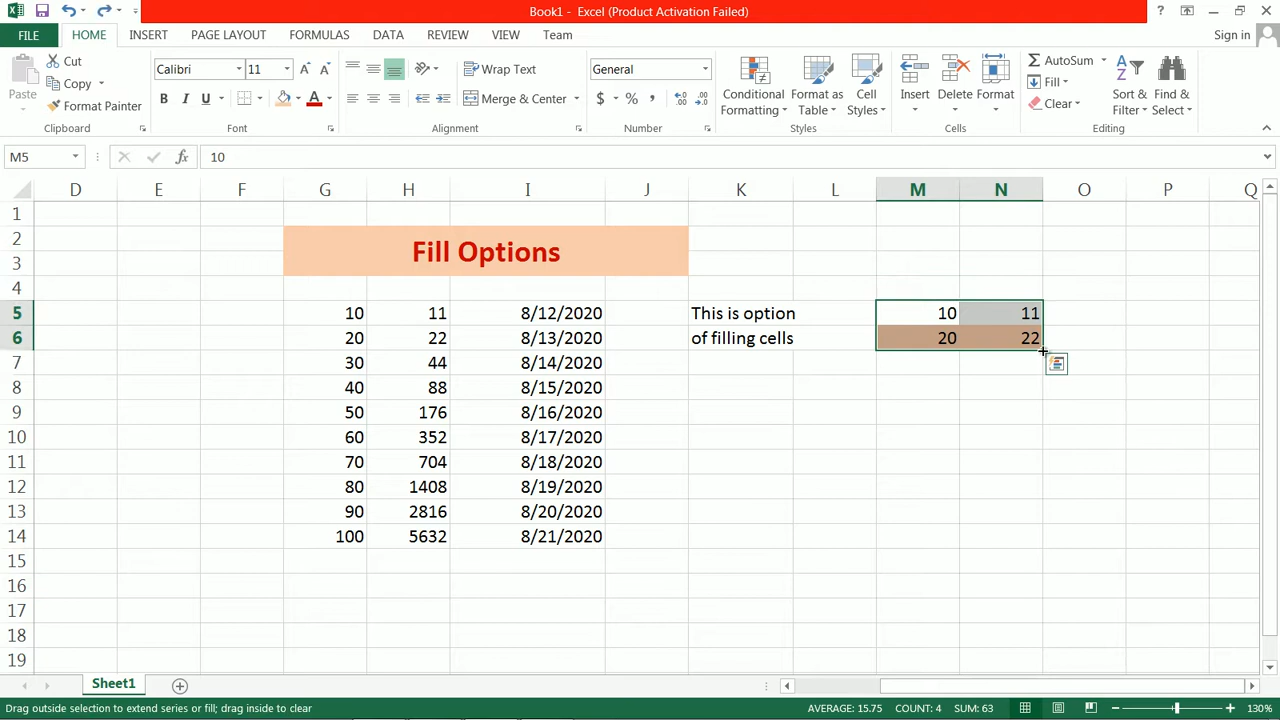 Book1 - Excel (Product Activation Failed)
FILE HOME INSERT PAGE LAYOUT FORMULAS DATA REVIEW VIEW Team Sign in
Paste Cut Copy Format Painter Clipboard
Calibri 11 B I U A Font
Wrap Text Merge & Center Alignment
General $ % , Number
Conditional Formatting Format as Table Cell Styles Styles
Insert Delete Format Cells
AutoSum Fill Clear Sort & Filter Find & Select Editing
M5 fx 10
D E F G H I J K L M N O P Q
1
2
Fill Options
3
4
5 10 11 8/12/2020 This is option 10 11
6 20 22 8/13/2020 of filling cells 20 22
7 30 44 8/14/2020
8 40 88 8/15/2020
9 50 176 8/16/2020
10 60 352 8/17/2020
11 70 704 8/18/2020
12 80 1408 8/19/2020
13 90 2816 8/20/2020
14 100 5632 8/21/2020
15
16
17
18
19
Sheet1
Drag outside selection to extend series or fill; drag inside to clear AVERAGE: 15.75 COUNT: 4 SUM: 63 130%